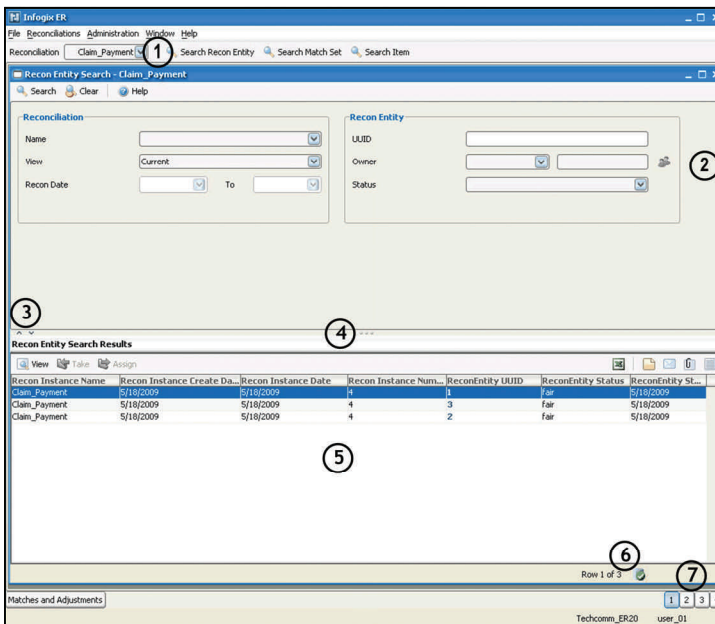 Infogix ER
File Reconciliations Administration Window Help
Reconciliation Claim_Payment 1 Search Recon Entity Search Match Set Search Item
Recon Entity Search - Claim_Payment
Search Clear Help
Reconciliation
Name
View Current
Recon Date To
Recon Entity
UUID
Owner
Status
2
3
4
Recon Entity Search Results
View Take Assign
Recon Instance Name Recon Instance Create Da... Recon Instance Date Recon Instance Num... ReconEntity UUID ReconEntity Status ReconEntity St...
Claim_Payment 5/18/2009 5/18/2009 4 1 fair 5/18/2009
Claim_Payment 5/18/2009 5/18/2009 4 3 fair 5/18/2009
Claim_Payment 5/18/2009 5/18/2009 4 2 fair 5/18/2009
5
6
Row 1 of 3
7
Matches and Adjustments 1 2 3
Techcomm_ER20 user_01